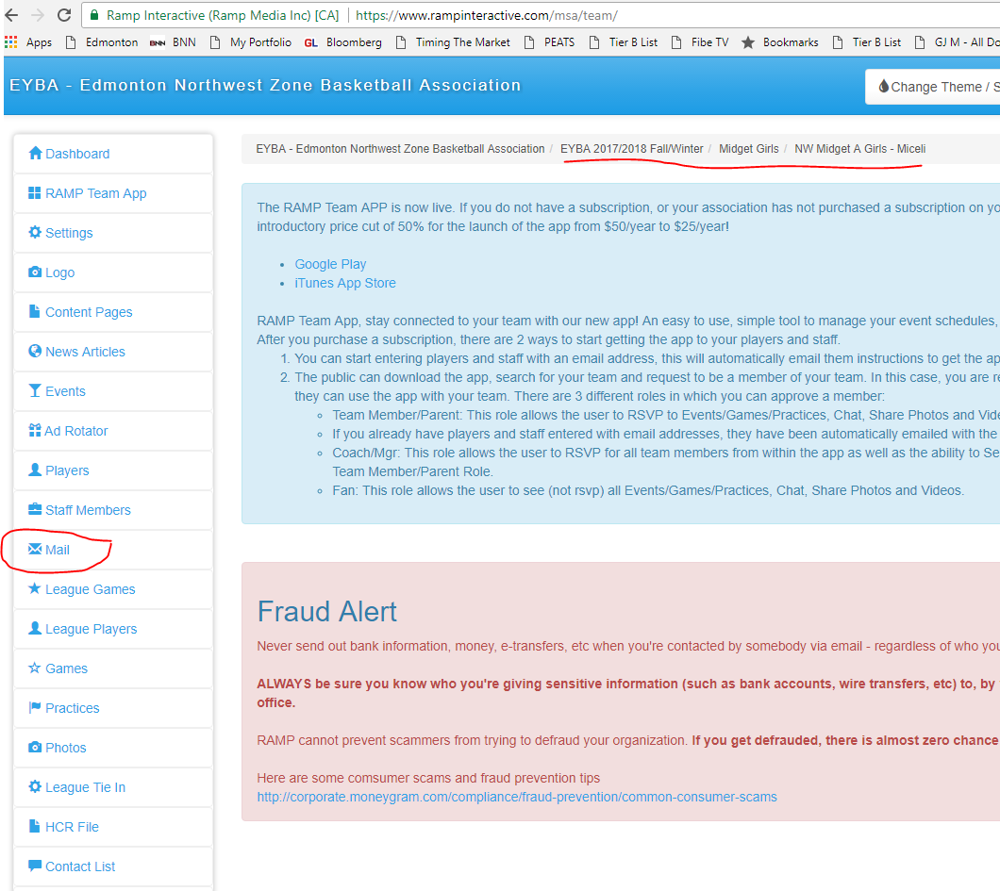 Ramp Interactive (Ramp Media Inc) [CA] https://www.rampinteractive.com/msa/team/
Apps Edmonton BNN BNN My Portfolio GL Bloomberg Timing The Market PEATS Tier B List Fibe TV Bookmarks Tier B List GJ M - All Do
EYBA - Edmonton Northwest Zone Basketball Association
Change Theme / S
Dashboard
RAMP Team App
Settings
Logo
Content Pages
News Articles
Events
Ad Rotator
Players
Staff Members
Mail
League Games
League Players
Games
Practices
Photos
League Tie In
HCR File
Contact List
EYBA - Edmonton Northwest Zone Basketball Association / EYBA 2017/2018 Fall/Winter / Midget Girls / NW Midget A Girls - Miceli
The RAMP Team APP is now live. If you do not have a subscription, or your association has not purchased a subscription on yo
introductory price cut of 50% for the launch of the app from $50/year to $25/year!
• Google Play
• iTunes App Store
RAMP Team App, stay connected to your team with our new app! An easy to use, simple tool to manage your event schedules,
After you purchase a subscription, there are 2 ways to start getting the app to your players and staff.
1. You can start entering players and staff with an email address, this will automatically email them instructions to get the ap
2. The public can download the app, search for your team and request to be a member of your team. In this case, you are re
they can use the app with your team. There are 3 different roles in which you can approve a member:
Team Member/Parent: This role allows the user to RSVP to Events/Games/Practices, Chat, Share Photos and Vide
If you already have players and staff entered with email addresses, they have been automatically emailed with the
Coach/Mgr: This role allows the user to RSVP for all team members from within the app as well as the ability to Se
Team Member/Parent Role.
Fan: This role allows the user to see (not rsvp) all Events/Games/Practices, Chat, Share Photos and Videos.
Fraud Alert
Never send out bank information, money, e-transfers, etc when you're contacted by somebody via email - regardless of who you
ALWAYS be sure you know who you're giving sensitive information (such as bank accounts, wire transfers, etc) to, by
office.
RAMP cannot prevent scammers from trying to defraud your organization. If you get defrauded, there is almost zero chance
Here are some comsumer scams and fraud prevention tips
http://corporate.moneygram.com/compliance/fraud-prevention/common-consumer-scams